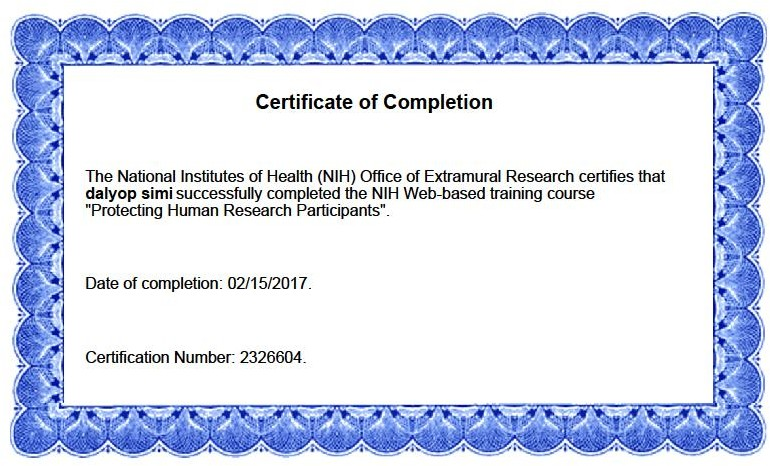 Certificate of Completion
The National Institutes of Health (NIH) Office of Extramural Research certifies that
dalyop simi successfully completed the NIH Web-based training course
"Protecting Human Research Participants".
Date of completion: 02/15/2017.
Certification Number: 2326604.